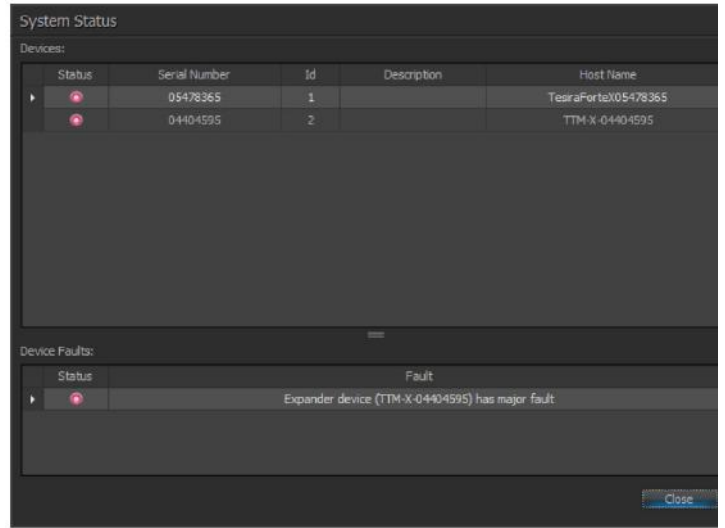 System Status
Devices:
Status Serial Number Id Description Host Name
05478365 1 TesiraForteX05478365
04404595 2 TTM-X-04404595
Device Faults:
Status Fault
Expander device (TTM-X-04404595) has major fault
Close